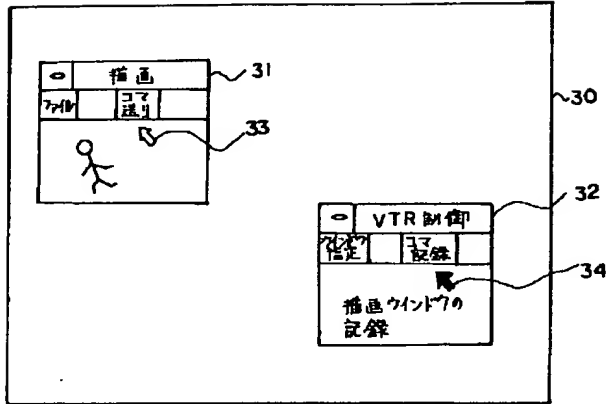 描画
ファイル
コマ
送り
31
33
30
VTR制御
ウインドウ
指定
コマ
記録
32
34
描画ウインドウの
記録